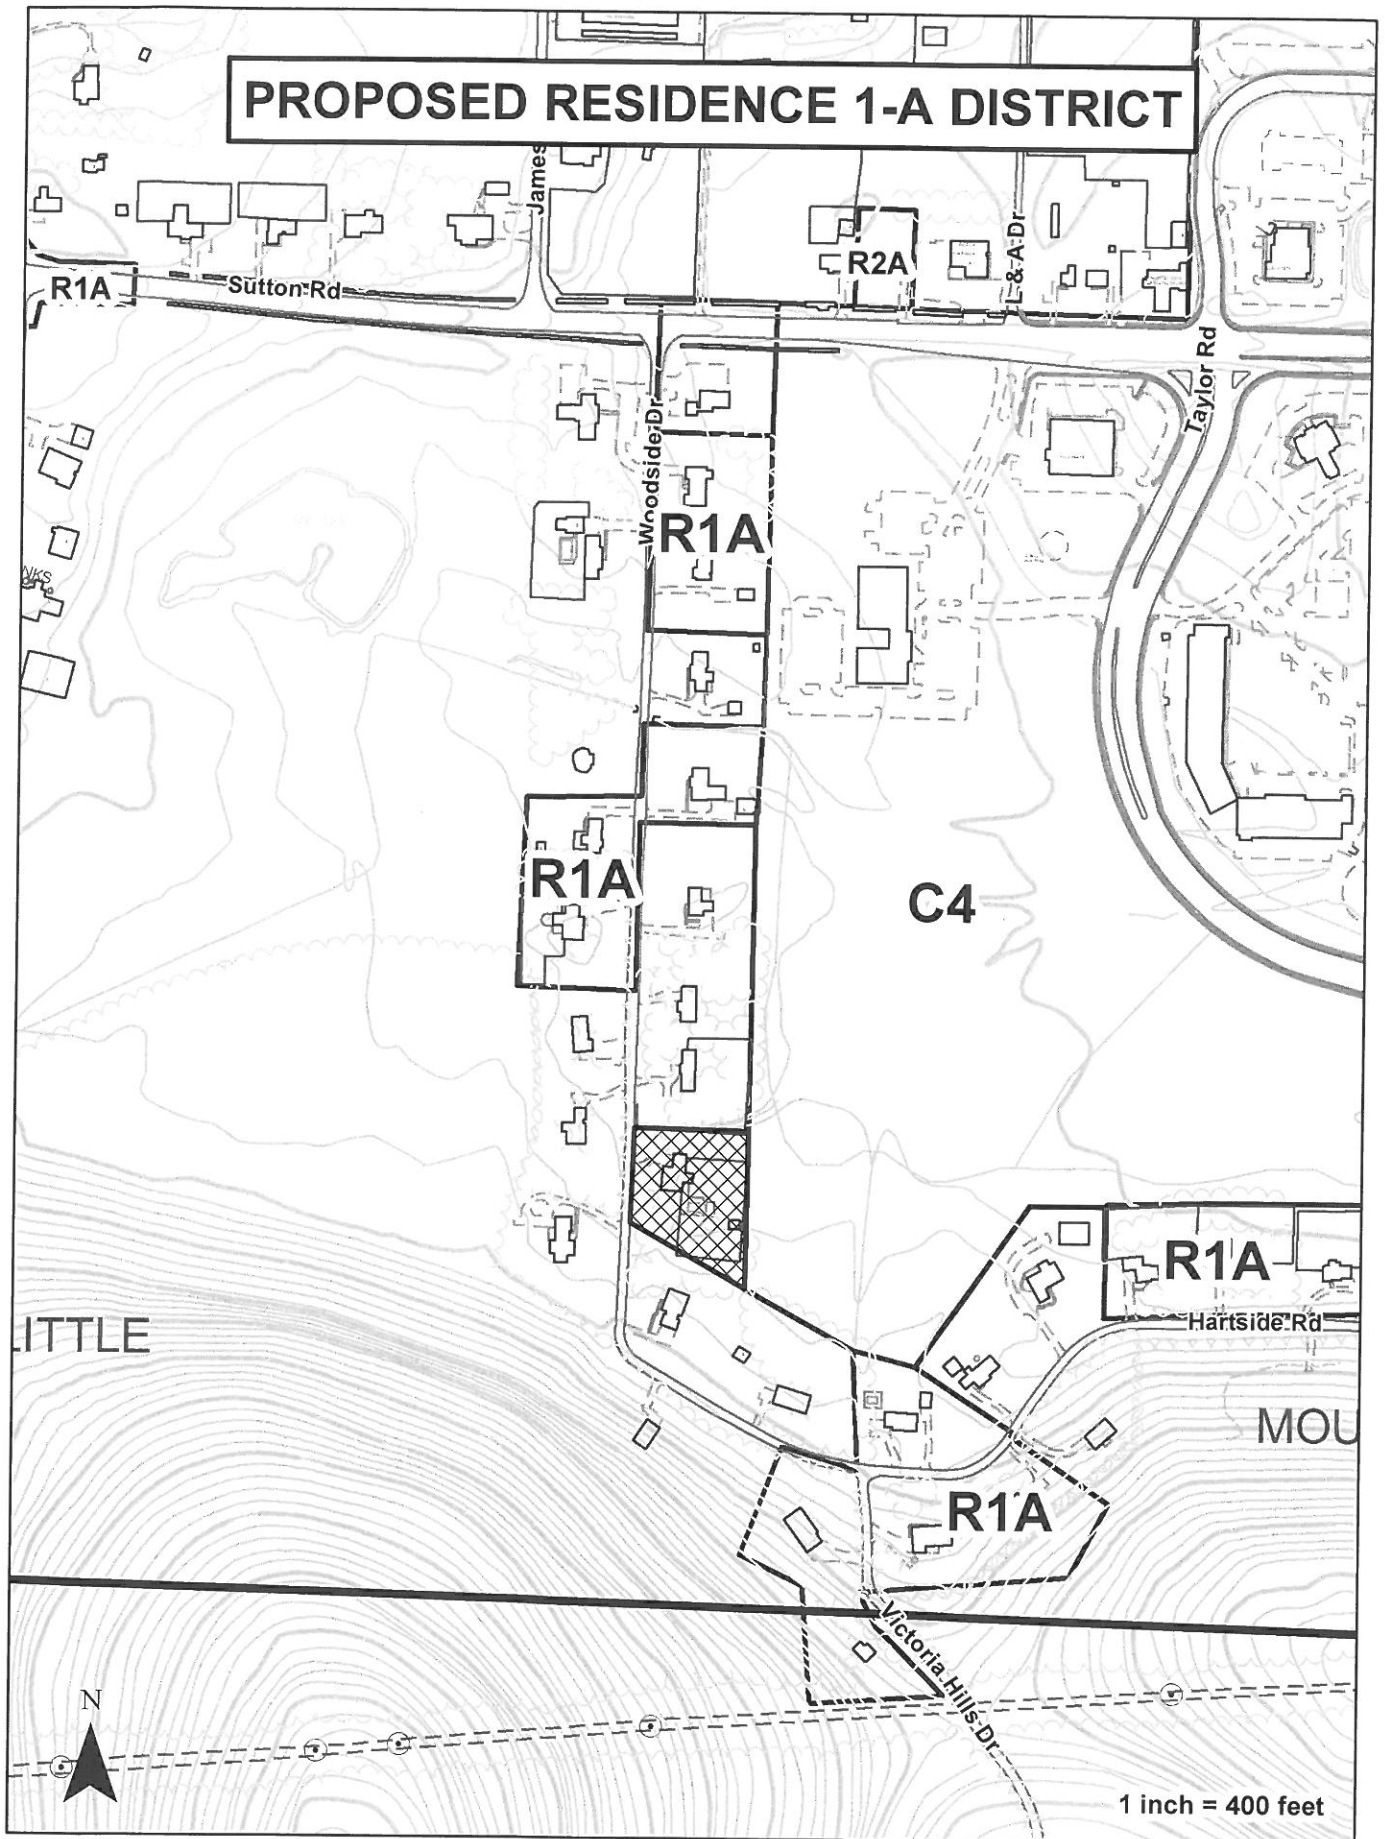 PROPOSED RESIDENCE 1-A DISTRICT
James
L & A Dr
R2A
R1A
Sutton Rd
Taylor Rd
Woodside Dr
R1A
NKS
R1A
C4
R1A
Hartside Rd
LITTLE
MOU
R1A
Victoria Hills Dr
N
1 inch = 400 feet